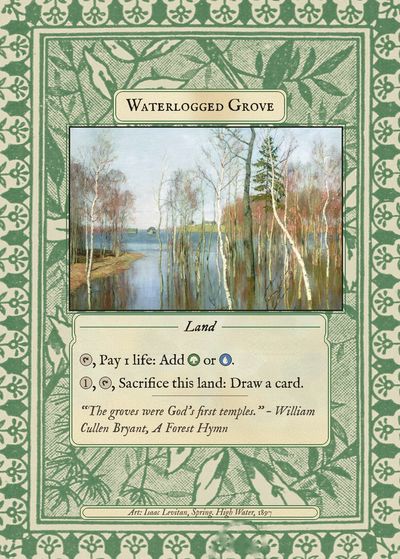 Waterlogged Grove
Land
, Pay 1 life: Add or .
1, , Sacrifice this land: Draw a card.
“The groves were God's first temples.” - William
Cullen Bryant, A Forest Hymn
Art: Isaac Levitan, Spring. High Water, 1897